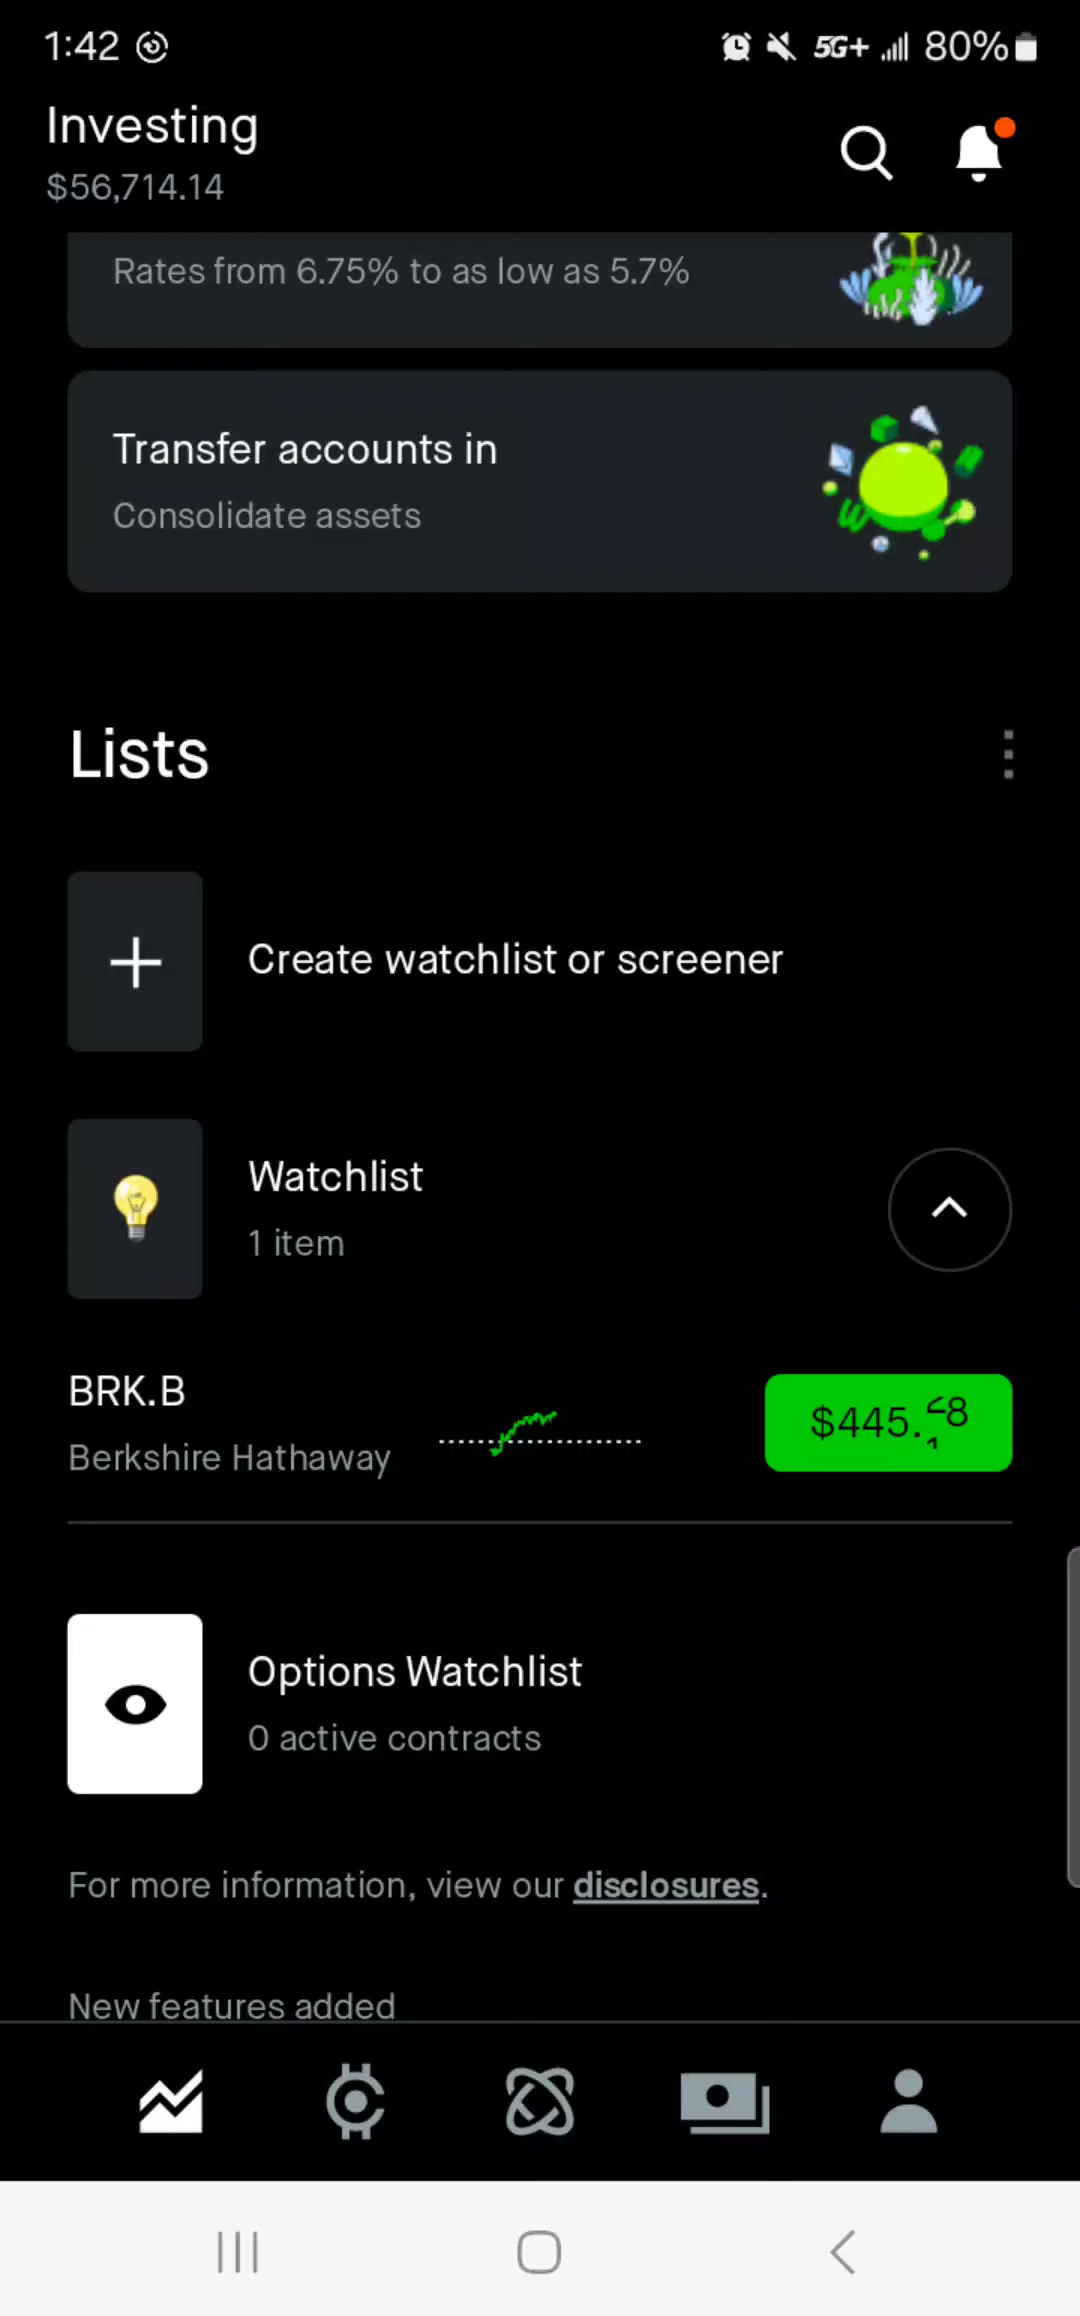 1:42 5G+ 80%
Investing
$56,714.14
Rates from 6.75% to as low as 5.7%
Transfer accounts in
Consolidate assets
Lists
Create watchlist or screener
Watchlist
1 item
BRK.B
Berkshire Hathaway
Options Watchlist
0 active contracts
For more information, view our disclosures.
New features added